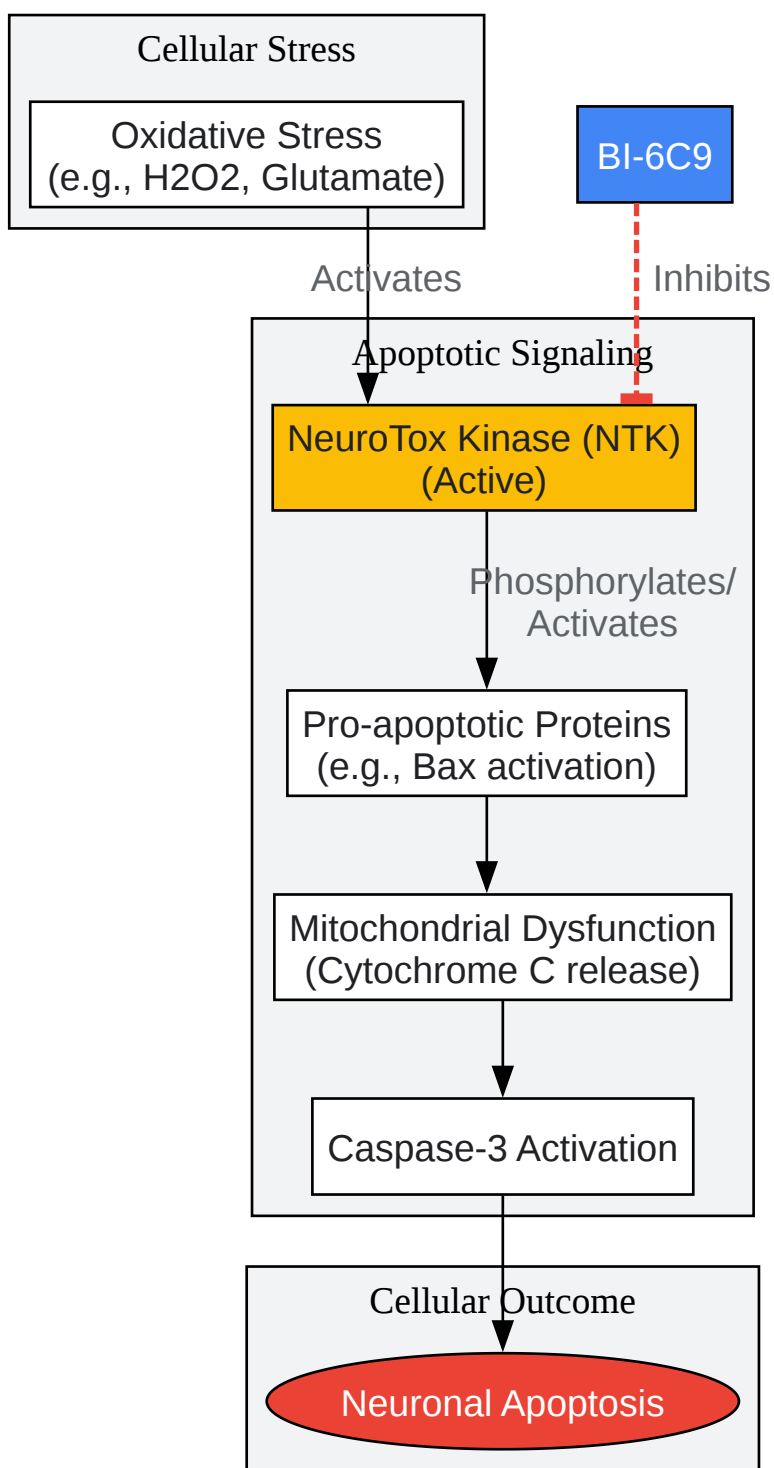 Cellular Stress
Oxidative Stress
(e.g., H2O2, Glutamate)
BI-6C9
Activates
Inhibits
Apoptotic Signaling
NeuroTox Kinase (NTK)
(Active)
Phosphorylates/
Activates
Pro-apoptotic Proteins
(e.g., Bax activation)
Mitochondrial Dysfunction
(Cytochrome C release)
Caspase-3 Activation
Cellular Outcome
Neuronal Apoptosis